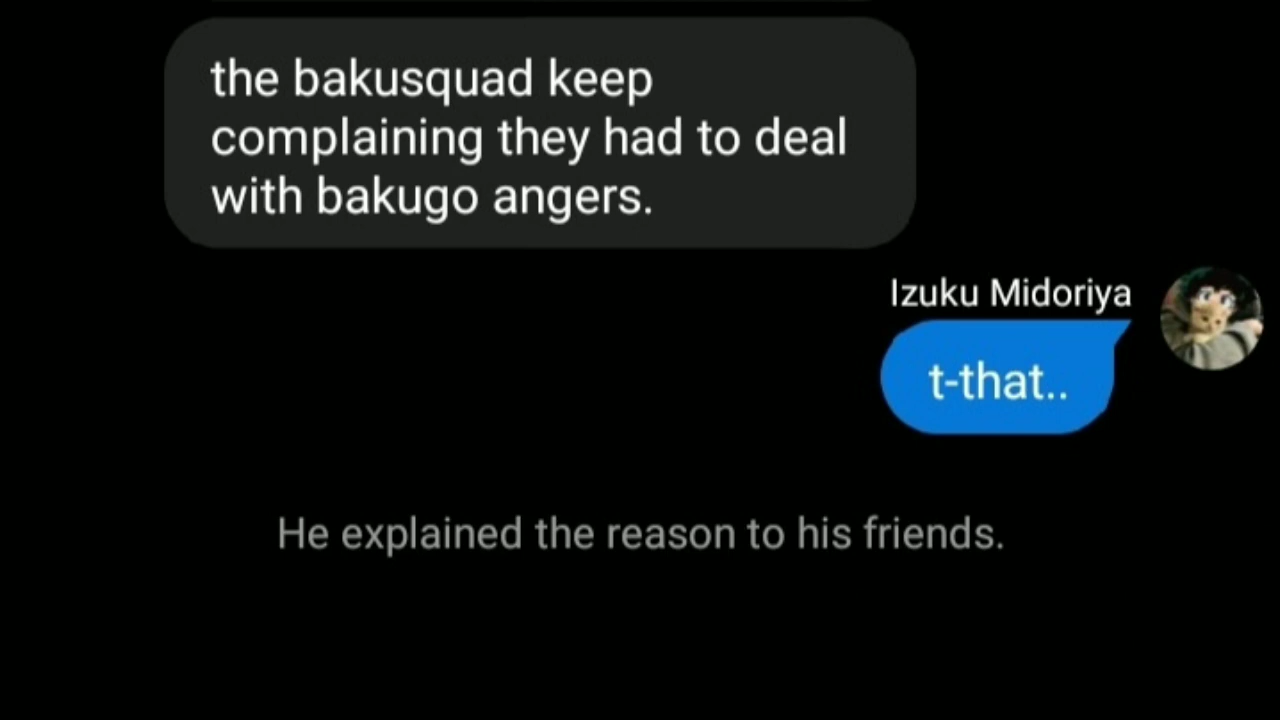 the bakusquad keep
complaining they had to deal
with bakugo angers.
Izuku Midoriya
t-that..
He explained the reason to his friends.